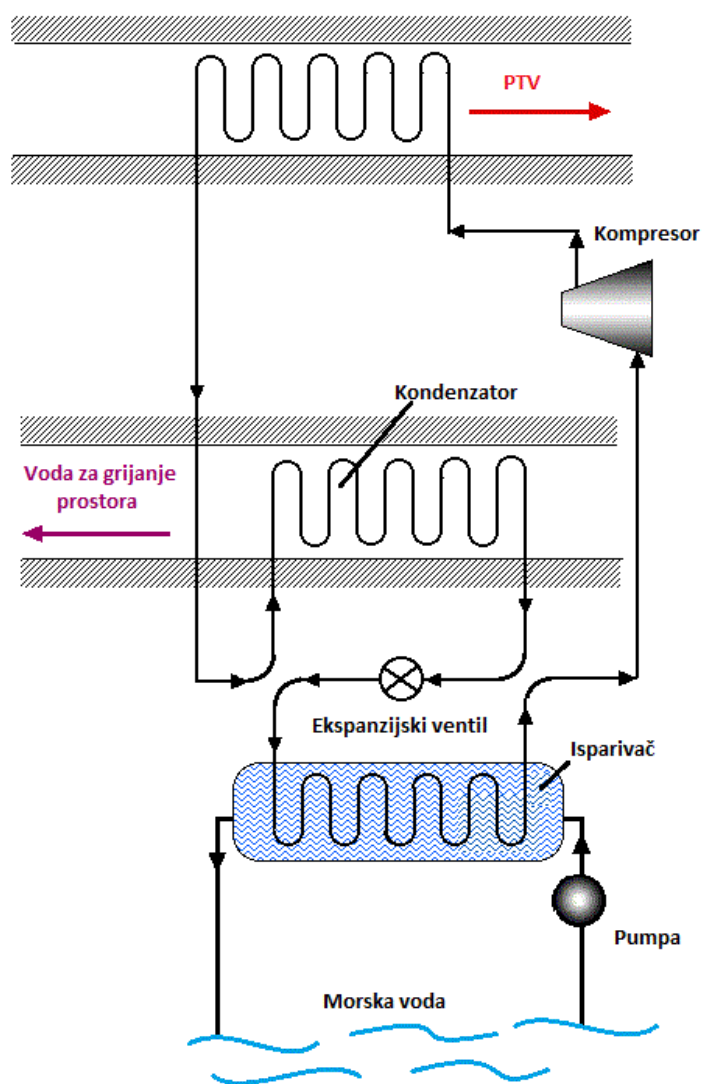 PTV
Kompresor
Kondenzator
Voda za grijanje
prostora
Ekspanzijski ventil
Isparivač
Pumpa
Morska voda